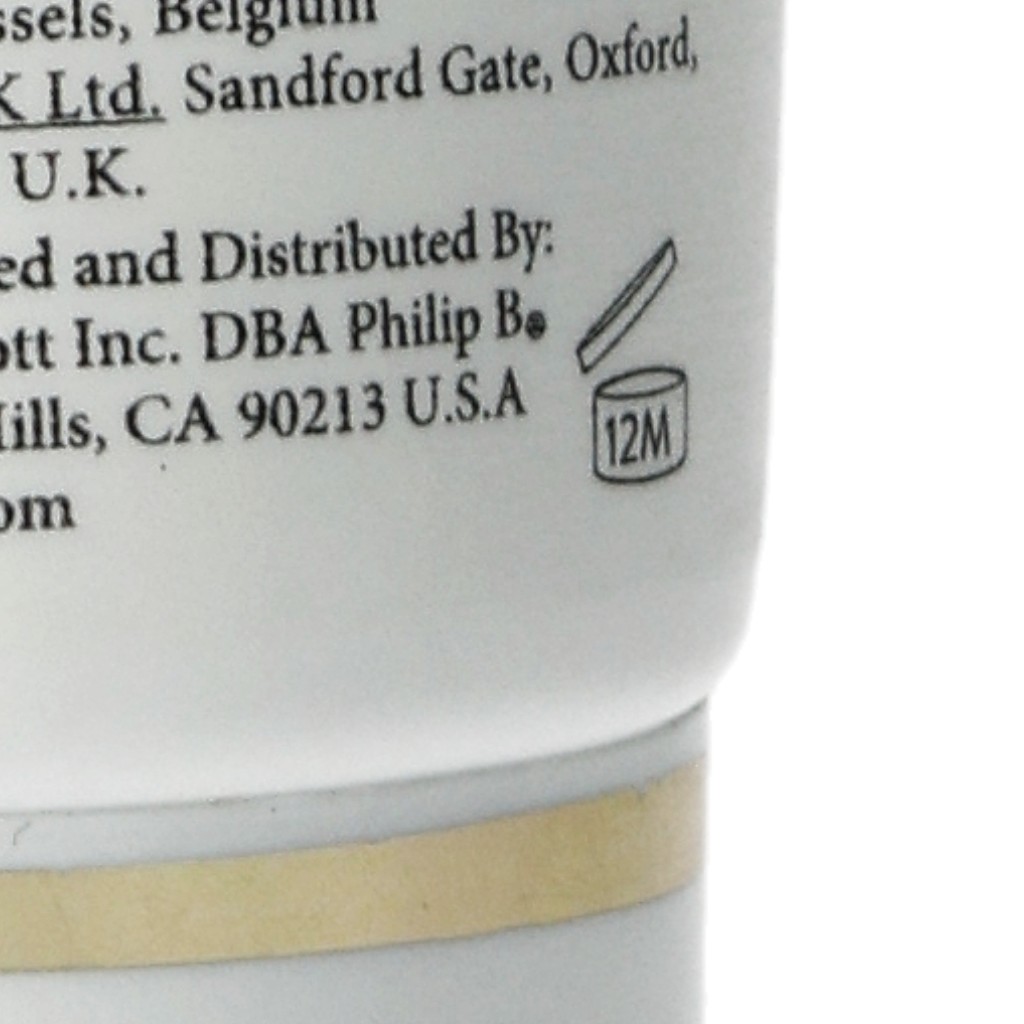 ssels, Belgium
K Ltd. Sandford Gate, Oxford,
U.K.
ed and Distributed By:
ott Inc. DBA Philip B®
Hills, CA 90213 U.S.A
om
12M